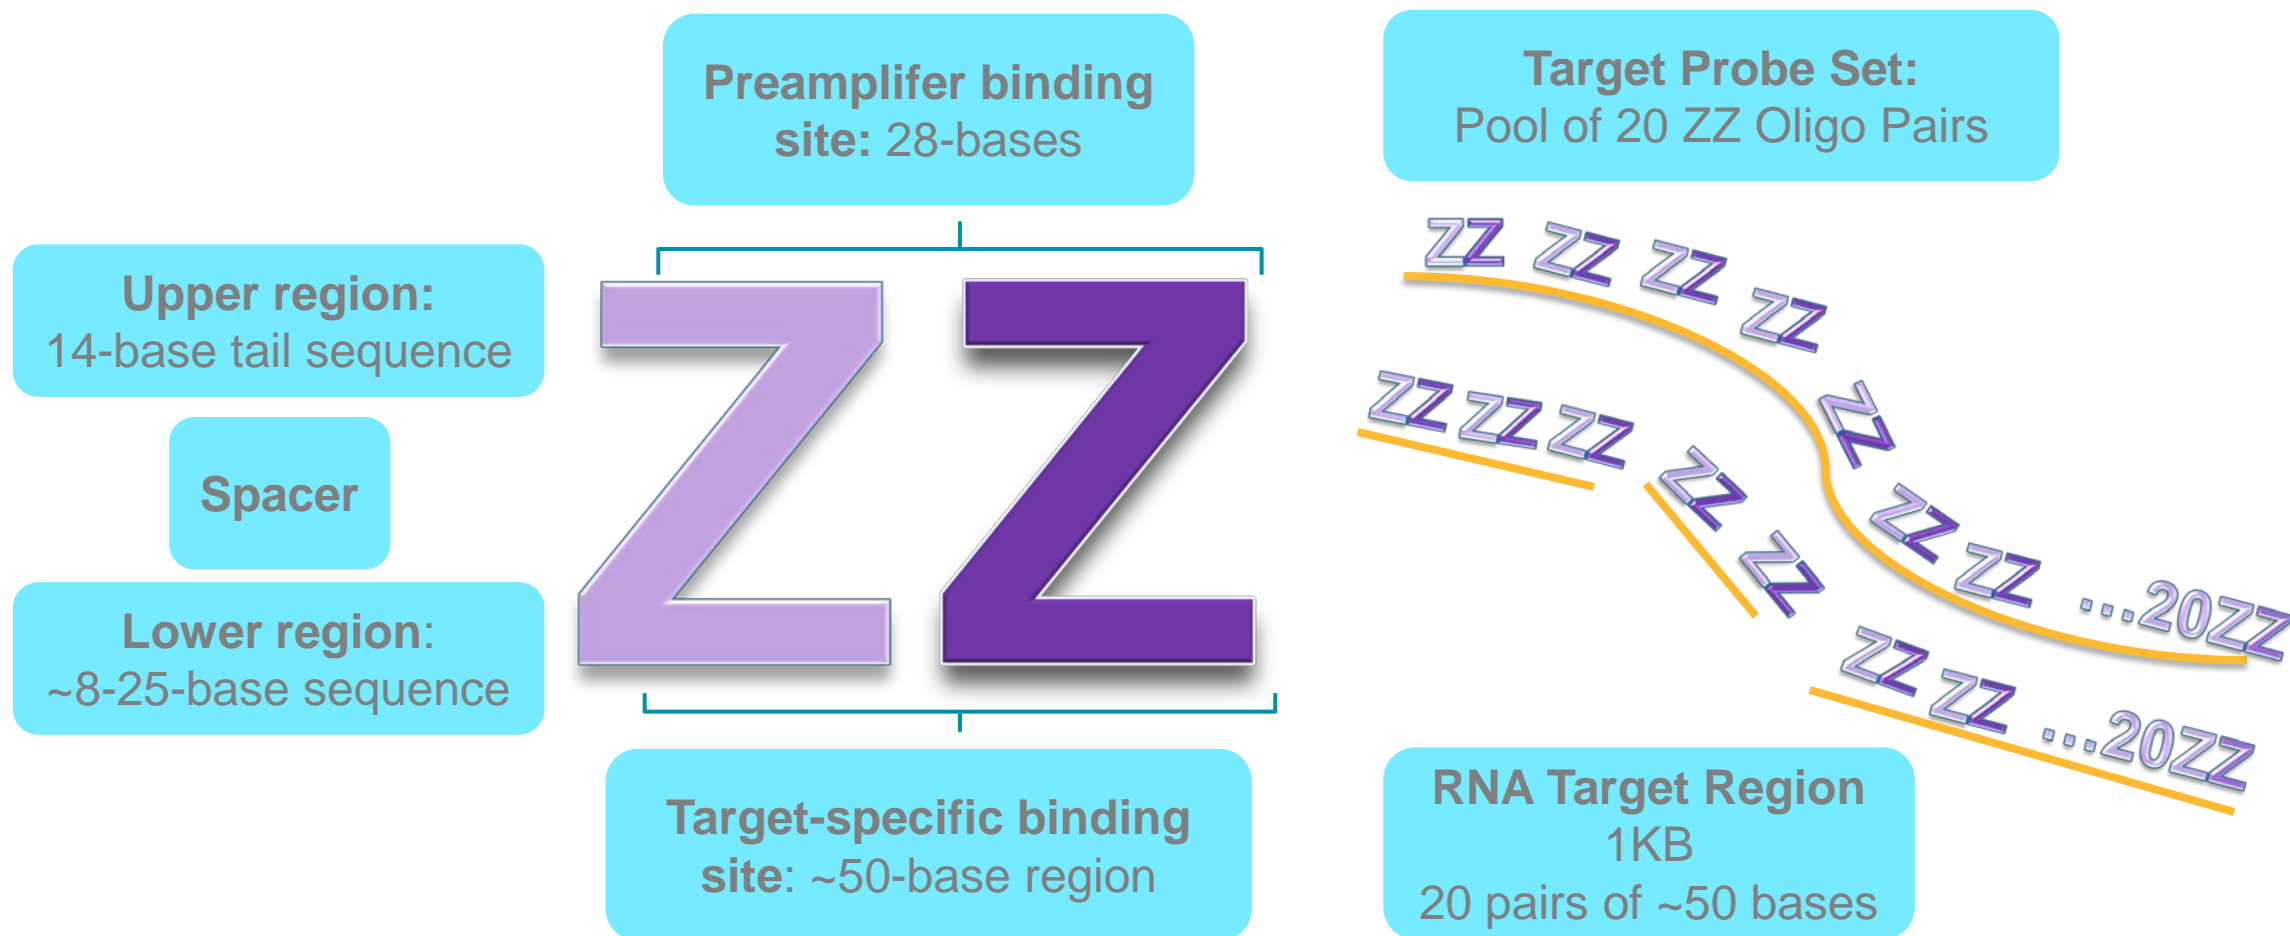 Preamplifer binding
site: 28-bases
Target Probe Set:
Pool of 20 ZZ Oligo Pairs
Upper region:
14-base tail sequence
Spacer
Lower region:
~8-25-base sequence
ZZ
Target-specific binding
site: ~50-base region
ZZ ZZ ZZ ZZ ZZ ZZ ZZ ...20ZZ
ZZ ZZ ZZ ZZ ZZ ZZ ZZ ...20ZZ
RNA Target Region
1KB
20 pairs of ~50 bases